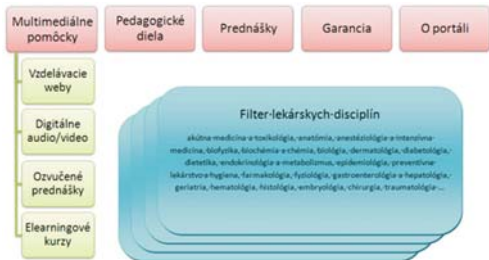 Multimediálne
pomôcky
Pedagogické
diela
Prednášky
Garancia
O portáli
Vzdelávacie
weby
Digitálne
audio/video
Ozvučené
prednášky
Elearningové
kurzy
Filter-lekárskych-disciplín
akútna-medicína-a-toxikológia,-anatómia,-anestéziológia-a-intenzívna-
medicína,-biofyzika,-biochémia-a-chémia,-biológia,-dermatológia,-diabetológia,-
dietetika,-endokrinológia-a-metabolizmus,-epidemiológia,-preventívne-
lekárstvo-a-hygiena,-farmakológia,-fyziológia,-gastroenterológia-a-hepatológia,-
geriatria,-hematológia,-histológia,-embryológia,-chirurgia,-traumatológia-...